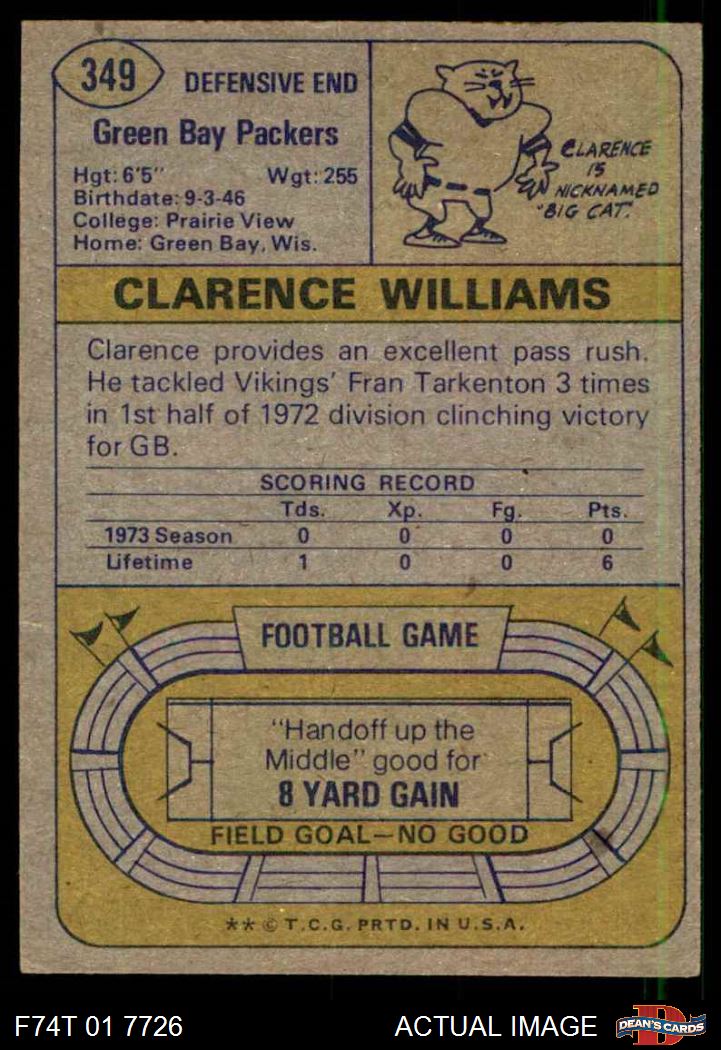 349
DEFENSIVE END
Green Bay Packers
Hgt: 6'5" Wgt: 255
Birthdate: 9-3-46
College: Prairie View
Home: Green Bay, Wis.
CLARENCE
IS
NICKNAMED
"BIG CAT."
CLARENCE WILLIAMS
Clarence provides an excellent pass rush.
He tackled Vikings' Fran Tarkenton 3 times
in 1st half of 1972 division clinching victory
for GB.
SCORING RECORD
Tds. Xp. Fg. Pts.
1973 Season 0 0 0 0
Lifetime 1 0 0 6
FOOTBALL GAME
"Handoff up the
Middle" good for
8 YARD GAIN
FIELD GOAL—NO GOOD
** © T.C.G. PRTD. IN U.S.A.
F74T 01 7726
ACTUAL IMAGE
D
DEAN'S CARDS